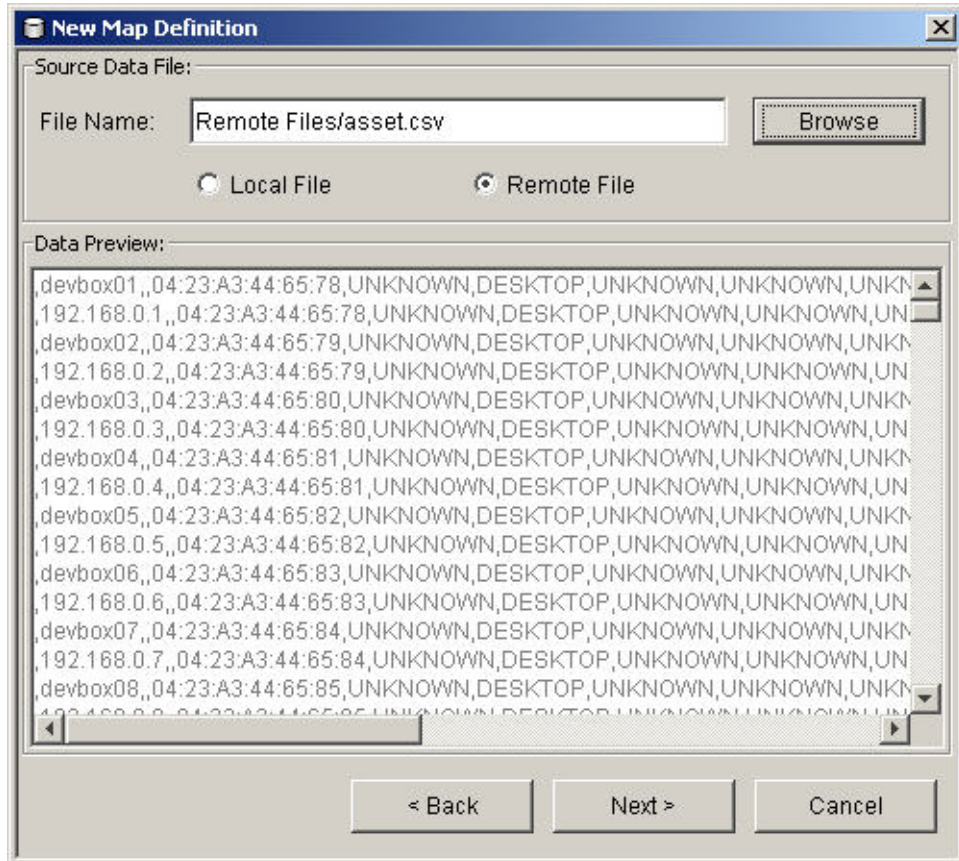 New Map Definition
Source Data File:
File Name: Remote Files/asset.csv Browse
Local File Remote File
Data Preview:
,devbox01,,04:23:A3:44:65:78,UNKNOWN,DESKTOP,UNKNOWN,UNKNOWN,UNKN
,192.168.0.1,,04:23:A3:44:65:78,UNKNOWN,DESKTOP,UNKNOWN,UNKNOWN,UN
,devbox02,,04:23:A3:44:65:79,UNKNOWN,DESKTOP,UNKNOWN,UNKNOWN,UNKN
,192.168.0.2,,04:23:A3:44:65:79,UNKNOWN,DESKTOP,UNKNOWN,UNKNOWN,UN
,devbox03,,04:23:A3:44:65:80,UNKNOWN,DESKTOP,UNKNOWN,UNKNOWN,UNKN
,192.168.0.3,,04:23:A3:44:65:80,UNKNOWN,DESKTOP,UNKNOWN,UNKNOWN,UN
,devbox04,,04:23:A3:44:65:81,UNKNOWN,DESKTOP,UNKNOWN,UNKNOWN,UNKN
,192.168.0.4,,04:23:A3:44:65:81,UNKNOWN,DESKTOP,UNKNOWN,UNKNOWN,UN
,devbox05,,04:23:A3:44:65:82,UNKNOWN,DESKTOP,UNKNOWN,UNKNOWN,UNKN
,192.168.0.5,,04:23:A3:44:65:82,UNKNOWN,DESKTOP,UNKNOWN,UNKNOWN,UN
,devbox06,,04:23:A3:44:65:83,UNKNOWN,DESKTOP,UNKNOWN,UNKNOWN,UNKN
,192.168.0.6,,04:23:A3:44:65:83,UNKNOWN,DESKTOP,UNKNOWN,UNKNOWN,UN
,devbox07,,04:23:A3:44:65:84,UNKNOWN,DESKTOP,UNKNOWN,UNKNOWN,UNKN
,192.168.0.7,,04:23:A3:44:65:84,UNKNOWN,DESKTOP,UNKNOWN,UNKNOWN,UN
,devbox08,,04:23:A3:44:65:85,UNKNOWN,DESKTOP,UNKNOWN,UNKNOWN,UNKN
< Back Next > Cancel